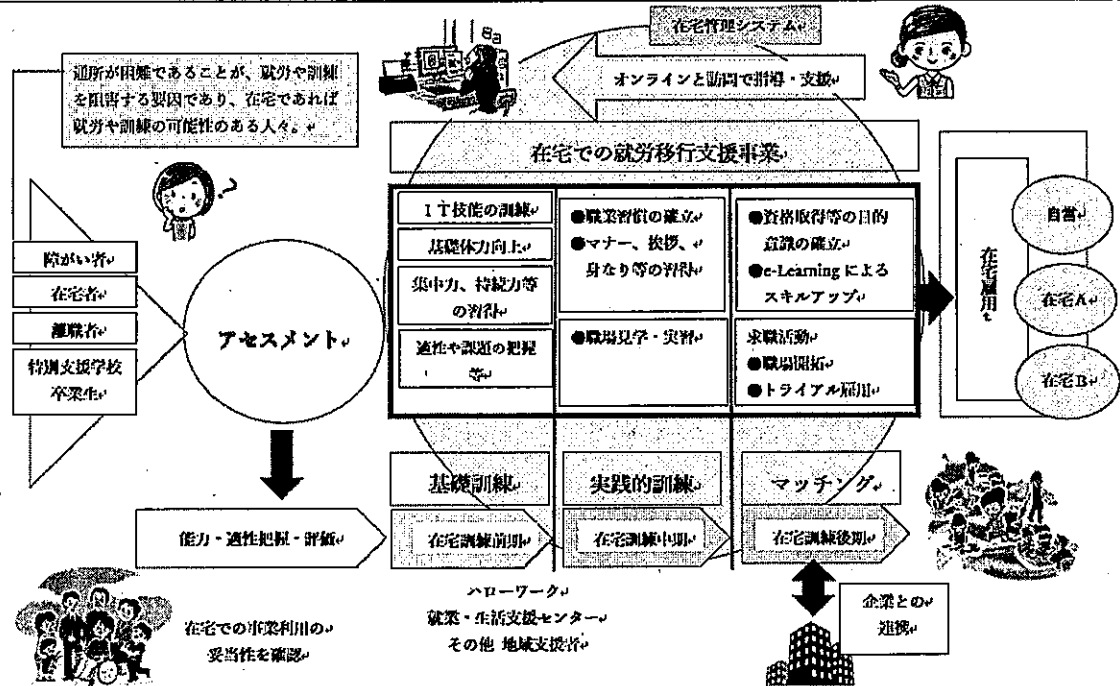 在宅管理システム
オンラインと訪問で指導・支援
通所が困難であることが、就労や訓練
を阻害する要因であり、在宅であれば
就労や訓練の可能性のある人々。
在宅での就労移行支援事業
障がい者
在宅者
離職者
特別支援学校
卒業生
アセスメント
IT技能の訓練
基礎体力向上
集中力、持続力等
の習得
適性や課題の把握
等
●職業習慣の確立
●マナー、挨拶、
身なり等の習得
●職場見学・実習
●資格取得等の目的
意識の確立
●e-Learningによる
スキルアップ
求職活動
●職場開拓
●トライアル雇用
在宅雇用
自営
在宅A
在宅B
基礎訓練
実践的訓練
マッチング
能力・適性把握・評価
在宅訓練前期
在宅訓練中期
在宅訓練後期
在宅での事業利用の
妥当性を確認
ハローワーク
就業・生活支援センター
その他 地域支援者
企業との
連携